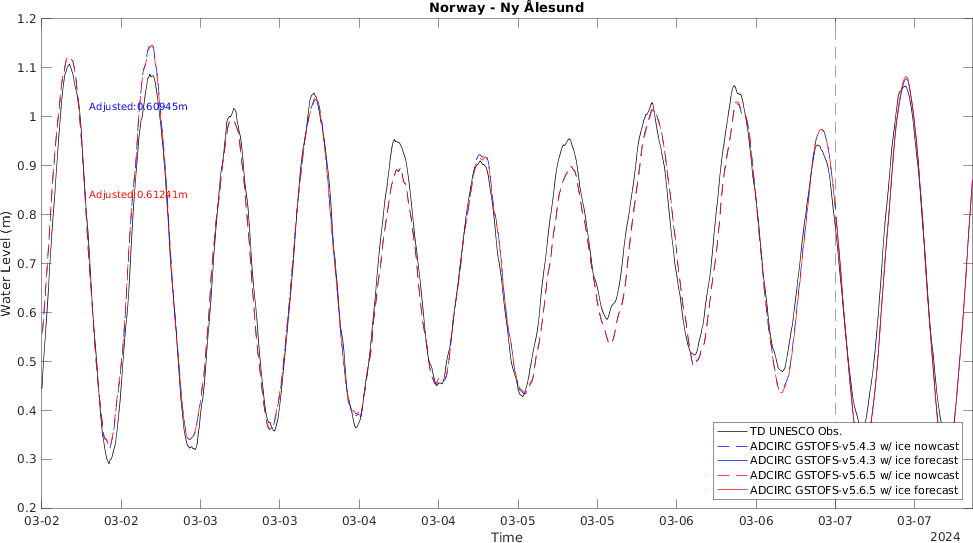 Norway - Ny Ålesund
1.2
1.1
1
0.9
0.8
0.7
0.6
0.5
0.4
0.3
0.2
Water Level (m)
Adjusted:0.60945m
Adjusted:0.61241m
TD UNESCO Obs.
ADCIRC GSTOFS-v5.4.3 w/ ice nowcast
ADCIRC GSTOFS-v5.4.3 w/ ice forecast
ADCIRC GSTOFS-v5.6.5 w/ ice nowcast
ADCIRC GSTOFS-v5.6.5 w/ ice forecast
03-02 03-02 03-03 03-03 03-04 03-04 03-05 03-05 03-06 03-06 03-07 03-07
Time
2024